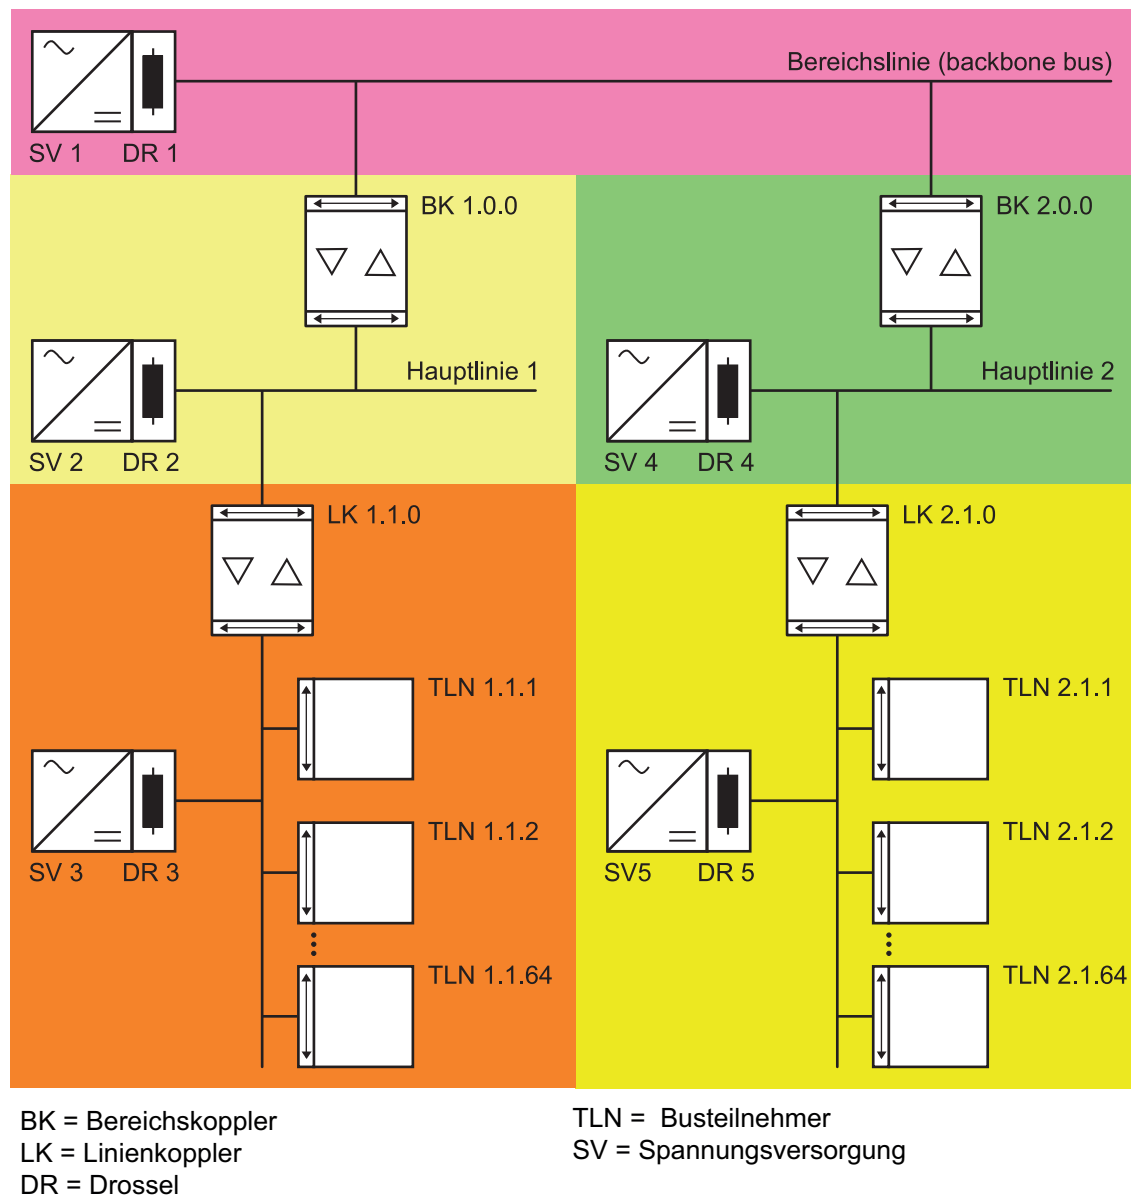 Bereichslinie (backbone bus)
SV 1 DR 1
BK 1.0.0
BK 2.0.0
Hauptlinie 1
Hauptlinie 2
SV 2 DR 2
SV 4 DR 4
LK 1.1.0
LK 2.1.0
TLN 1.1.1
TLN 2.1.1
TLN 1.1.2
TLN 2.1.2
SV 3 DR 3
SV5 DR 5
TLN 1.1.64
TLN 2.1.64
BK = Bereichskoppler
LK = Linienkoppler
DR = Drossel
TLN = Busteilnehmer
SV = Spannungsversorgung